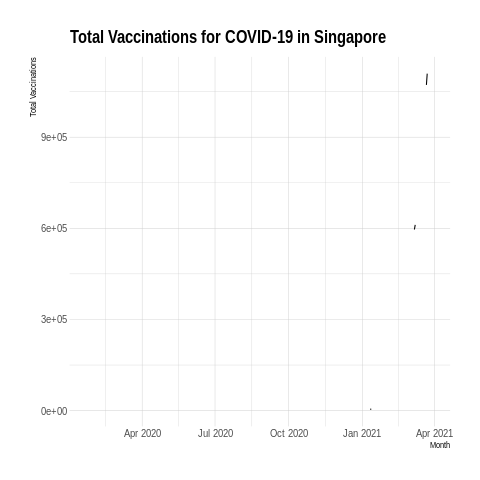 Total Vaccinations for COVID-19 in Singapore
Total Vaccinations
9e+05
6e+05
3e+05
0e+00
Apr 2020 Jul 2020 Oct 2020 Jan 2021 Apr 2021
Month